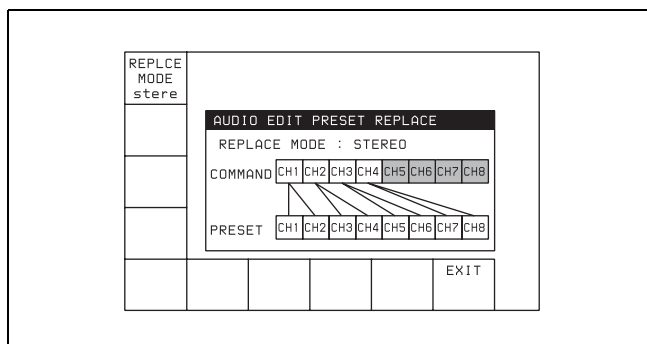 REPLCE
MODE
stere
AUDIO EDIT PRESET REPLACE
REPLACE MODE : STEREO
COMMAND CH1 CH2 CH3 CH4 CH5 CH6 CH7 CH8
PRESET CH1 CH2 CH3 CH4 CH5 CH6 CH7 CH8
EXIT